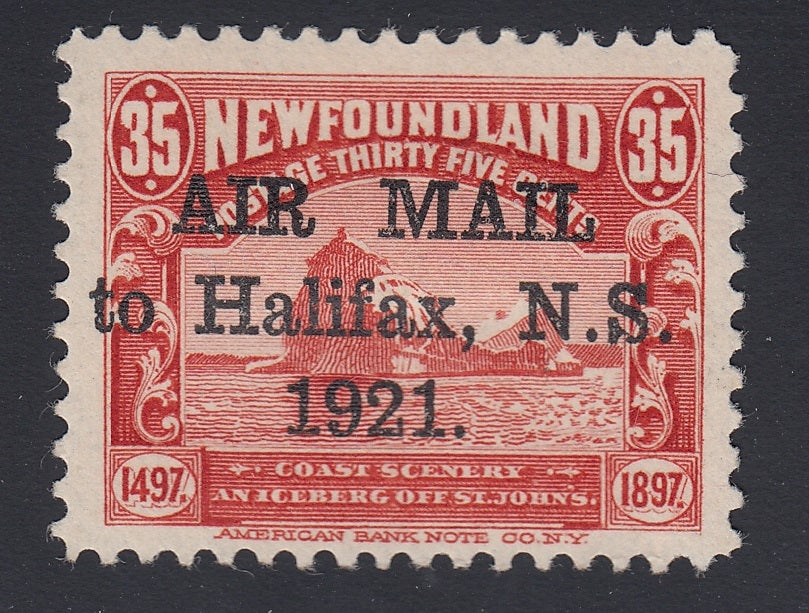 35 NEWFOUNDLAND 35
POSTAGE THIRTY FIVE CENTS
AIR MAIL
to Halifax, N.S.
1921.
COAST SCENERY
1497. AN ICEBERG OFF ST. JOHN'S. 1897.
AMERICAN BANK NOTE CO. N.Y.